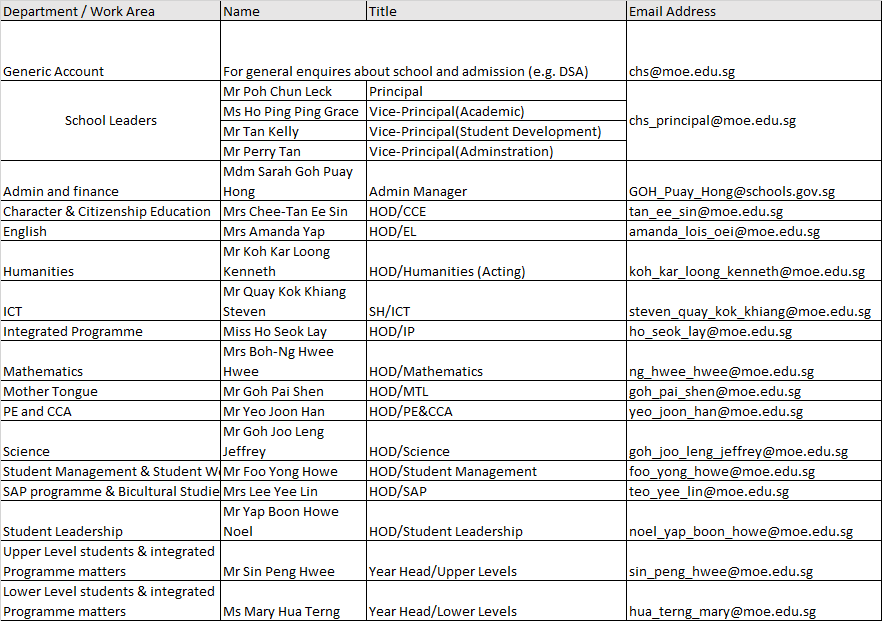 Department / Work Area Name Title Email Address
Generic Account For general enquires about school and admission (e.g. DSA) chs@moe.edu.sg
School Leaders
Mr Poh Chun Leck Principal
Ms Ho Ping Ping Grace Vice-Principal(Academic)
chs_principal@moe.edu.sg
Mr Tan Kelly Vice-Principal(Student Development)
Mr Perry Tan Vice-Principal(Adminstration)
Mdm Sarah Goh Puay
Admin and finance Hong Admin Manager GOH_Puay_Hong@schools.gov.sg
Character & Citizenship Education Mrs Chee-Tan Ee Sin HOD/CCE tan_ee_sin@moe.edu.sg
English Mrs Amanda Yap HOD/EL amanda_lois_oei@moe.edu.sg
Mr Koh Kar Loong
Humanities Kenneth HOD/Humanities (Acting) koh_kar_loong_kenneth@moe.edu.sg
Mr Quay Kok Khiang
ICT Steven SH/ICT steven_quay_kok_khiang@moe.edu.sg
Integrated Programme Miss Ho Seok Lay HOD/IP ho_seok_lay@moe.edu.sg
Mrs Boh-Ng Hwee
Mathematics Hwee HOD/Mathematics ng_hwee_hwee@moe.edu.sg
Mother Tongue Mr Goh Pai Shen HOD/MTL goh_pai_shen@moe.edu.sg
PE and CCA Mr Yeo Joon Han HOD/PE&CCA yeo_joon_han@moe.edu.sg
Mr Goh Joo Leng
Science Jeffrey HOD/Science goh_joo_leng_jeffrey@moe.edu.sg
Student Management & Student W Mr Foo Yong Howe HOD/Student Management foo_yong_howe@moe.edu.sg
SAP programme & Bicultural Studie Mrs Lee Yee Lin HOD/SAP teo_yee_lin@moe.edu.sg
Mr Yap Boon Howe
Student Leadership Noel HOD/Student Leadership noel_yap_boon_howe@moe.edu.sg
Upper Level students & integrated
Programme matters Mr Sin Peng Hwee Year Head/Upper Levels sin_peng_hwee@moe.edu.sg
Lower Level students & integrated
Programme matters Ms Mary Hua Terng Year Head/Lower Levels hua_terng_mary@moe.edu.sg